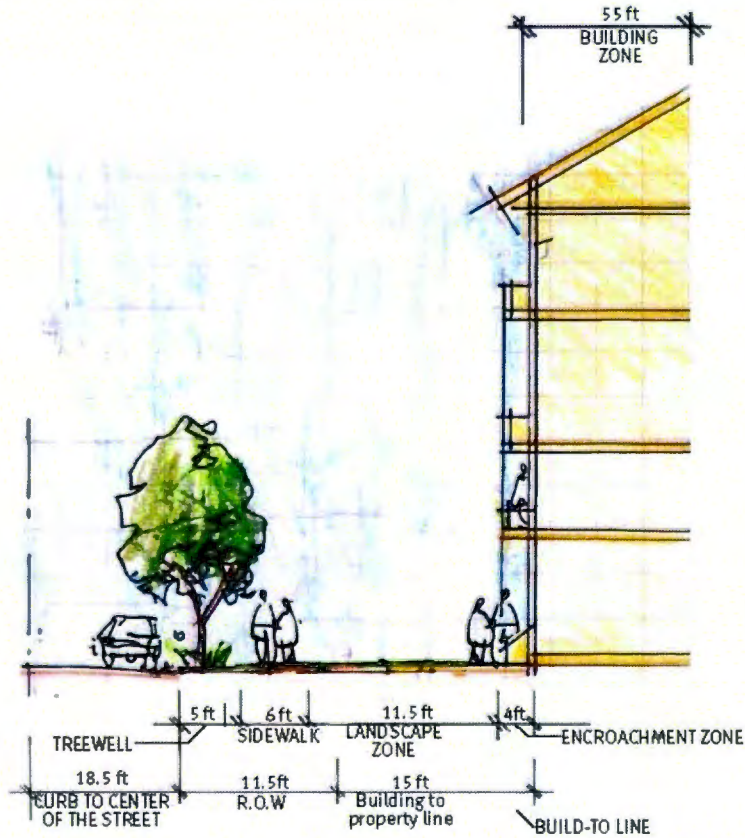 55 ft
BUILDING
ZONE
5 ft
6 ft
11.5 ft
4ft
TREEWELL
SIDEWALK
LANDSCAPE
ZONE
ENCROACHMENT ZONE
18.5 ft
11.5ft
15 ft
CURB TO CENTER
OF THE STREET
R.O.W
Building to
property line
BUILD-TO LINE